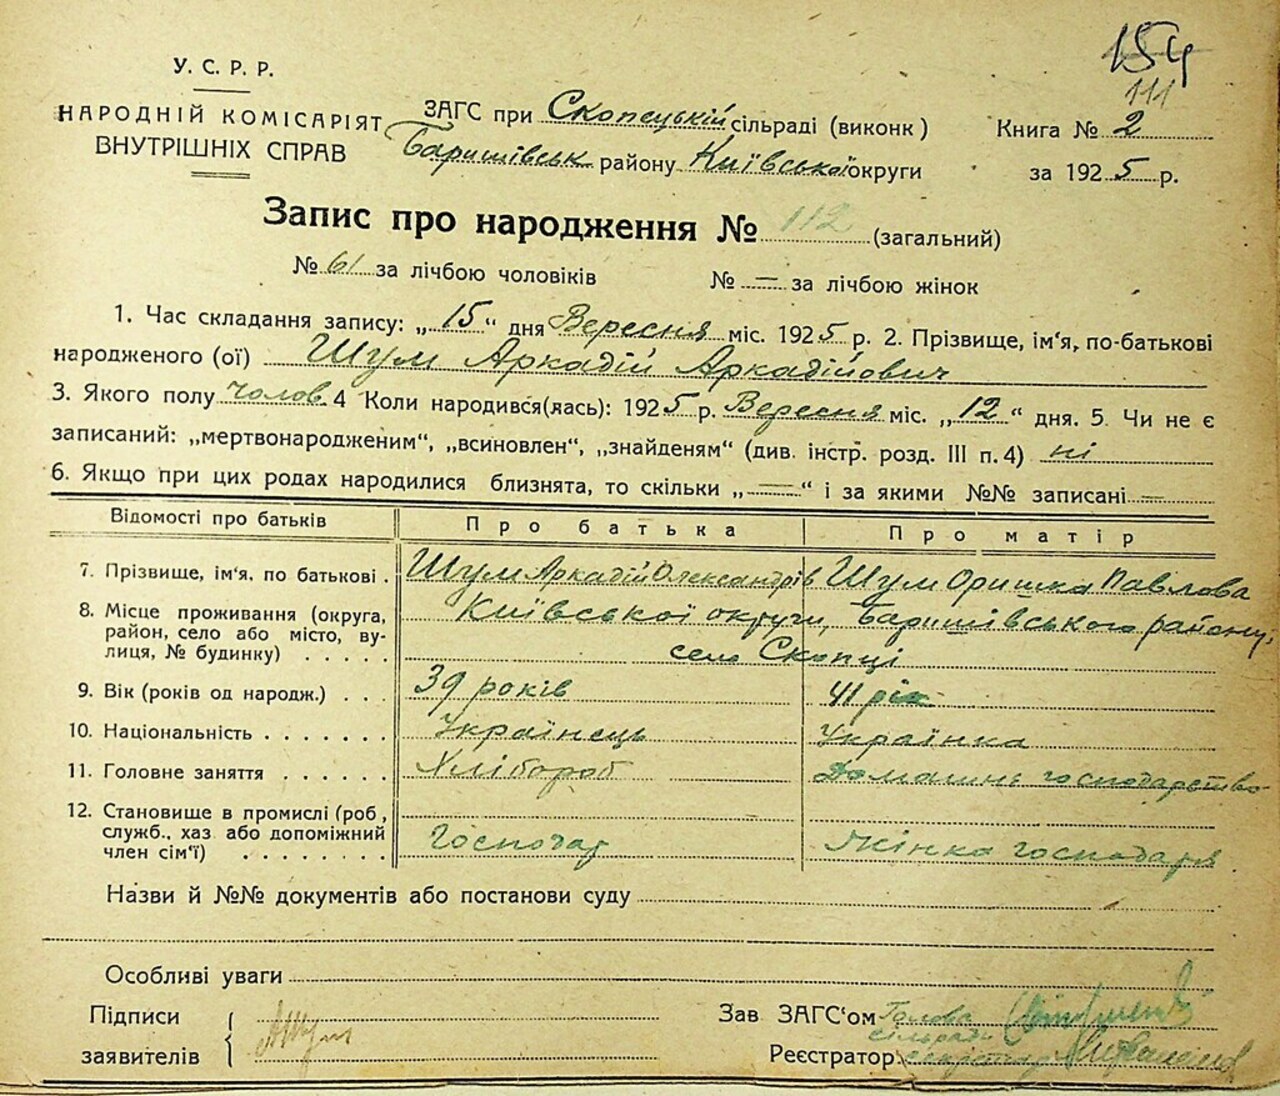 154
111
У. С. Р. Р.
НАРОДНІЙ КОМІСАРІЯТ
ВНУТРІШНІХ СПРАВ
ЗАГС при Скопецькій сільраді (виконк)
Баришівськ району Київської округи
Книга № 2
за 1925 р.
Запис про народження № 112 (загальний)
№ 61 за лічбою чоловіків № — за лічбою жінок
1. Час складання запису: „15“ дня Вересня міс. 1925 р. 2. Прізвище, ім'я, по-батькові
народженого (ої) Шум Аркадій Аркадійович
3. Якого полу чолов. 4 Коли народився(лась): 1925 р. Вересня міс. „12“ дня. 5. Чи не є
записаний: „мертвонародженим“, „всиновлен“, „знайденям“ (див. інстр. розд. III п. 4) ні
6. Якщо при цих родах народилися близнята, то скільки „—“ і за якими №№ записані —
Відомості про батьків Про батька Про матір
7. Прізвище, ім'я, по батькові . Шум Аркадій Олександрів Шум Оришка Павлова
8. Місце проживання (округа, район, село або місто, вулиця, № будинку) . . . . . Київської округи, Баришівського району,
село Скопці
9. Вік (років од народж.) . . . 39 років 41 рік
10. Національність . . . . . . . Українець Українка
11. Головне заняття . . . . . . Хлібороб Домашнє господарство
12. Становище в промислі (роб, служб., хаз або допоміжний член сім'ї) . . . . . . . . Господар Жінка господаря
Назви й №№ документів або постанови суду
Особливі уваги
Підписи
заявителів
АШум
Зав ЗАГС'ом Голова
сільради
Реєстратор: секретар